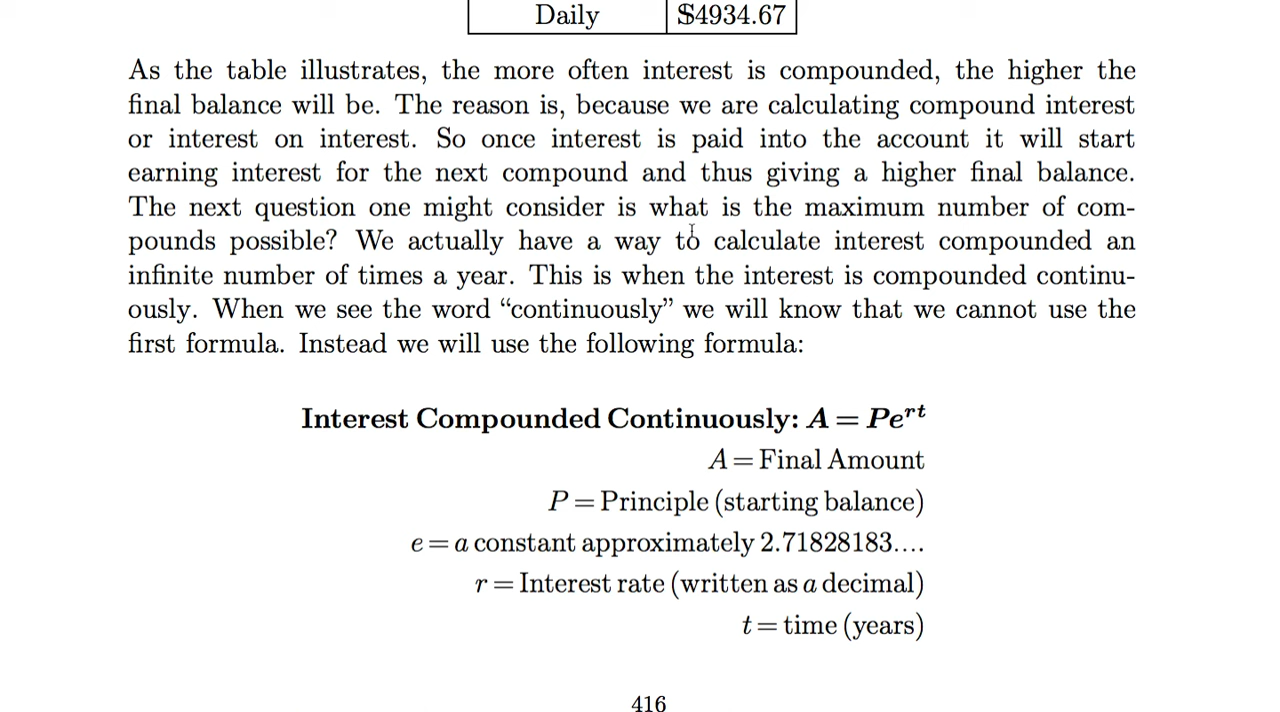 Daily $4934.67
As the table illustrates, the more often interest is compounded, the higher the
final balance will be. The reason is, because we are calculating compound interest
or interest on interest. So once interest is paid into the account it will start
earning interest for the next compound and thus giving a higher final balance.
The next question one might consider is what is the maximum number of com-
pounds possible? We actually have a way to calculate interest compounded an
infinite number of times a year. This is when the interest is compounded continu-
ously. When we see the word “continuously” we will know that we cannot use the
first formula. Instead we will use the following formula:
Interest Compounded Continuously: A = Pe^{rt}
A = Final Amount
P = Principle (starting balance)
e = a constant approximately 2.71828183....
r = Interest rate (written as a decimal)
t = time (years)
416